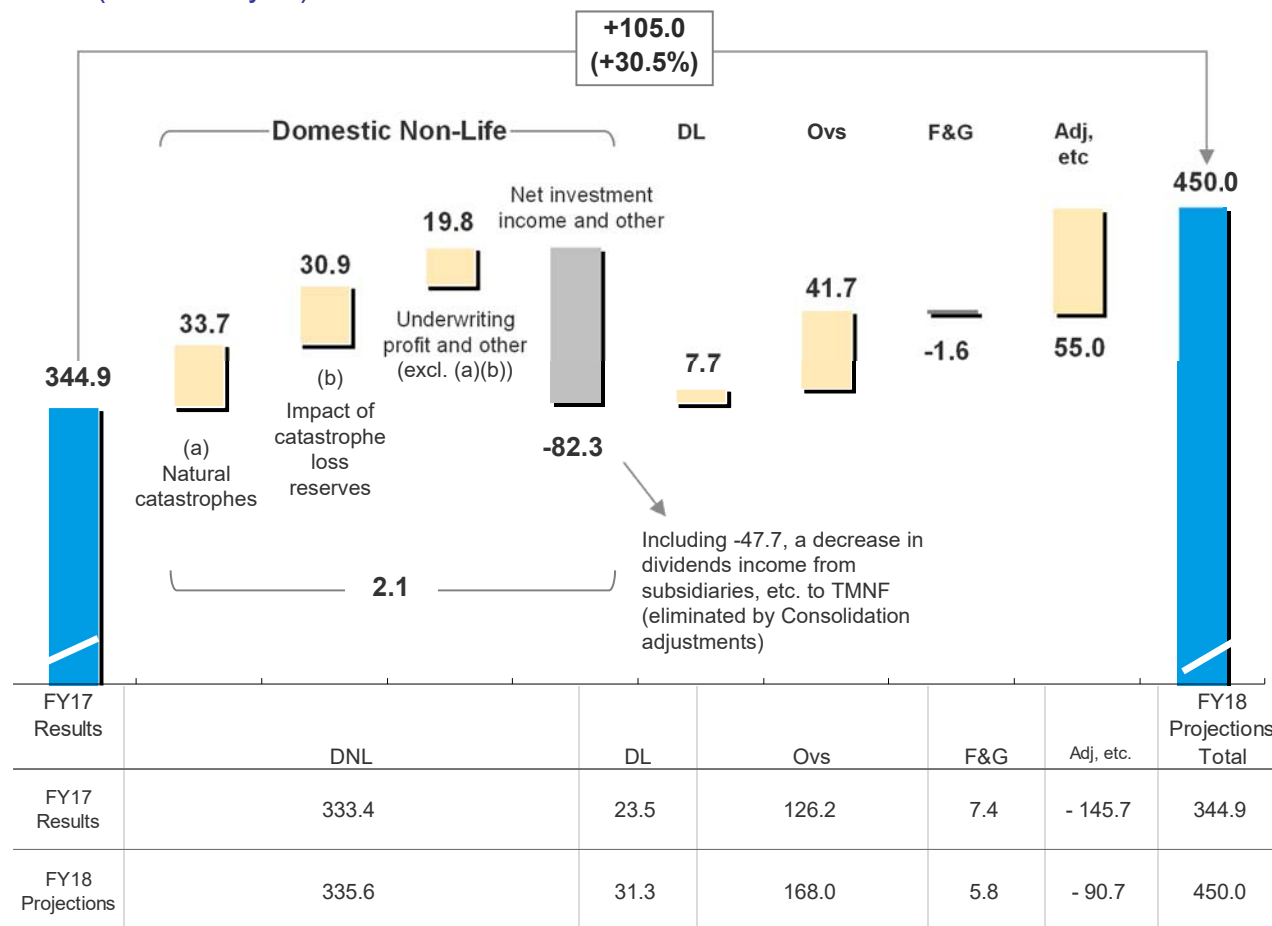 +105.0
(+30.5%)
Domestic Non-Life
DL
Ovs
F&G
Adj,
etc
450.0
Net investment
income and other
19.8
30.9
41.7
33.7
Underwriting
profit and other
(excl. (a)(b))
-1.6
55.0
344.9
7.7
(b)
Impact of
catastrophe
loss
reserves
(a)
Natural
catastrophes
-82.3
Including -47.7, a decrease in
dividends income from
subsidiaries, etc. to TMNF
(eliminated by Consolidation
adjustments)
2.1
FY17
Results
DNL
DL
Ovs
F&G
Adj, etc.
FY18
Projections
Total
FY17
Results
333.4
23.5
126.2
7.4
- 145.7
344.9
FY18
Projections
335.6
31.3
168.0
5.8
- 90.7
450.0